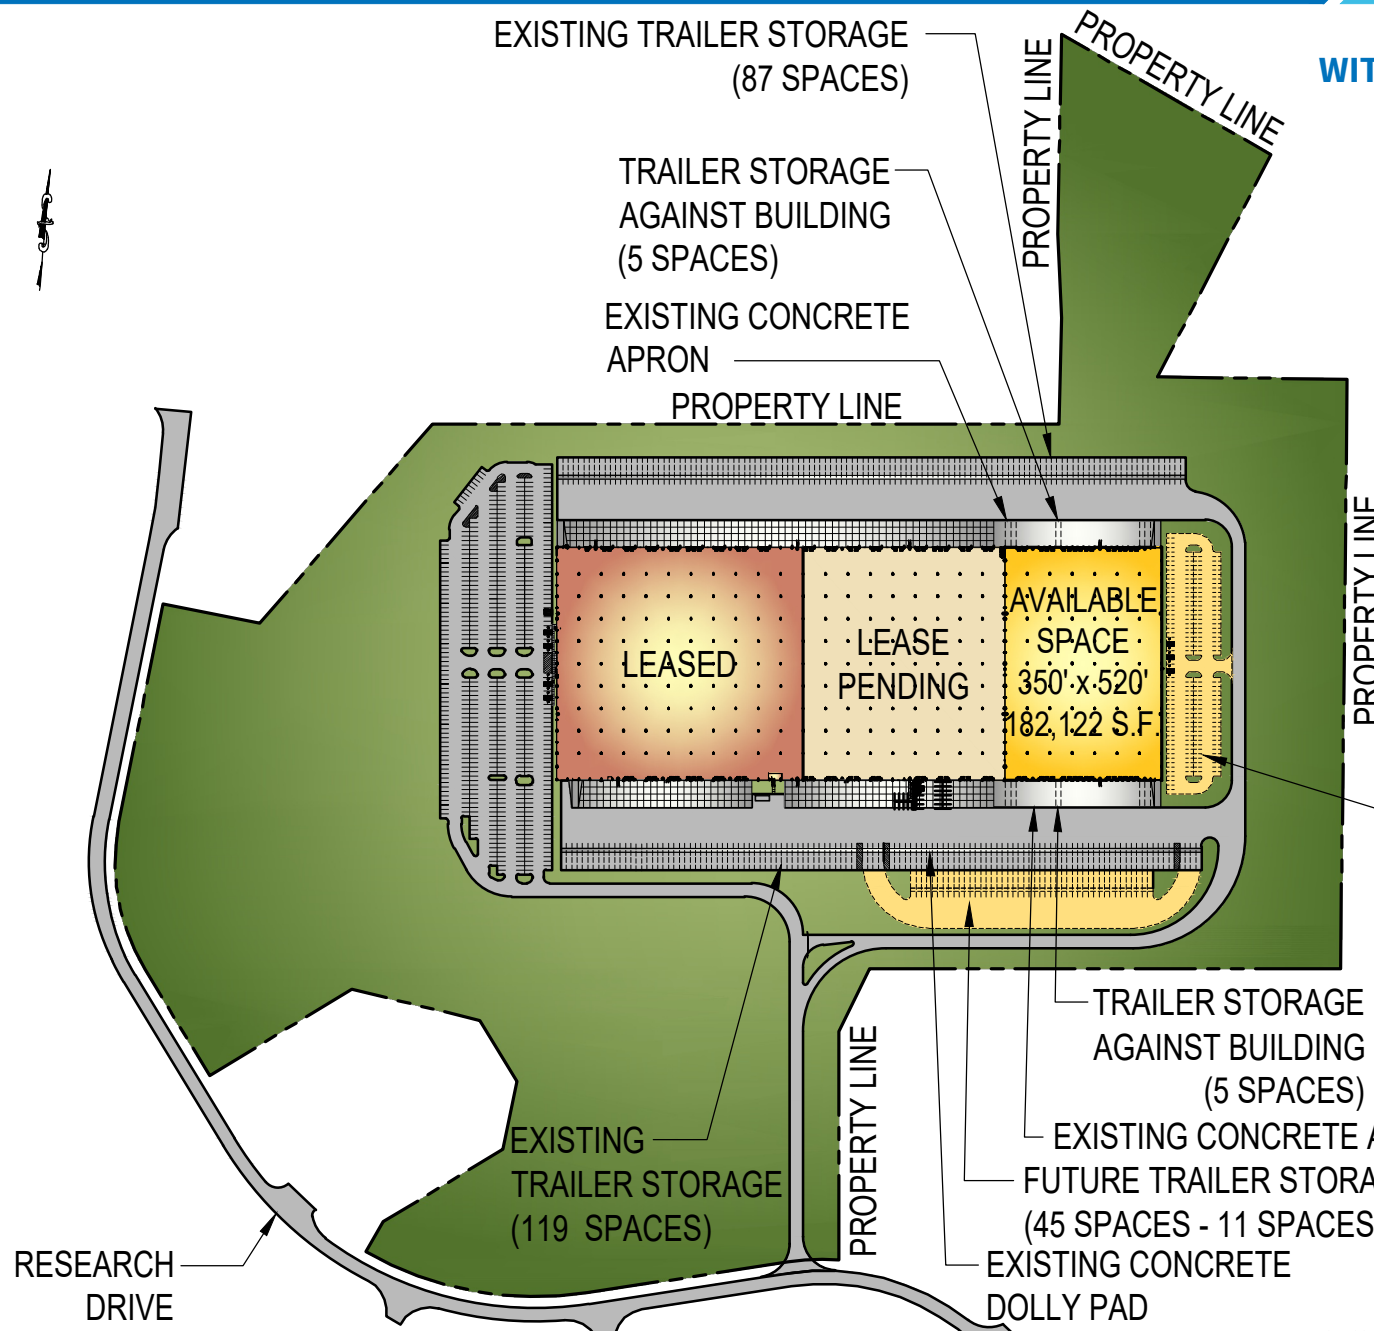 EXISTING TRAILER STORAGE
(87 SPACES)
PROPERTY LINE
PROPERTY LINE
WIT
TRAILER STORAGE
AGAINST BUILDING
(5 SPACES)
EXISTING CONCRETE
APRON
PROPERTY LINE
PROPERTY LINE
LEASED
LEASE
PENDING
AVAILABLE
SPACE
350' x 520'
182,122 S.F.
TRAILER STORAGE
AGAINST BUILDING
(5 SPACES)
PROPERTY LINE
EXISTING CONCRETE A
EXISTING
TRAILER STORAGE
(119 SPACES)
FUTURE TRAILER STORA
(45 SPACES - 11 SPACES
EXISTING CONCRETE
DOLLY PAD
RESEARCH
DRIVE